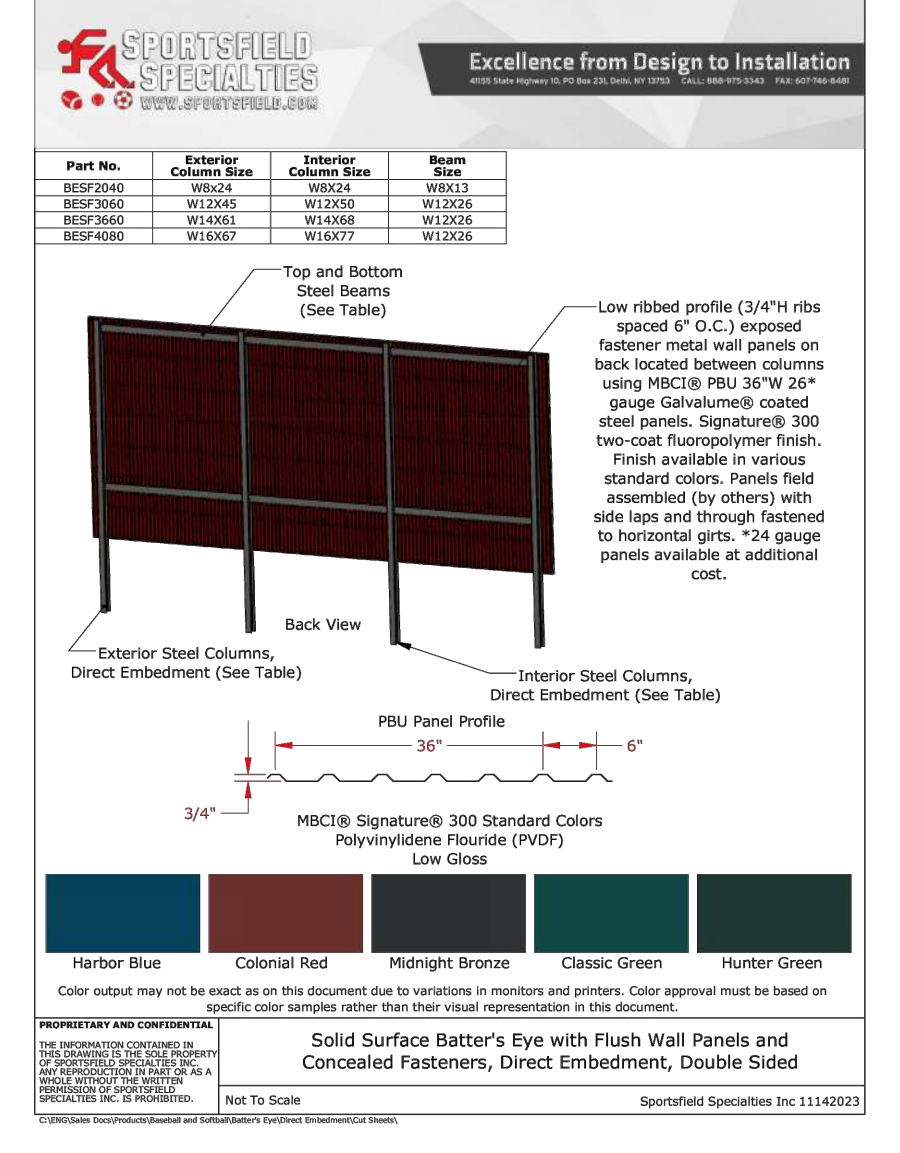 SPORTSFIELD
SPECIALTIES
WWW.SPORTSFIELD.COM
Excellence from Design to Installation
41155 State Highway 10, PO Box 231, Delhi, NY 13753 CALL: 888-975-3343 FAX: 607-746-8481
Part No. Exterior Column Size Interior Column Size Beam Size
BESF2040 W8x24 W8X24 W8X13
BESF3060 W12X45 W12X50 W12X26
BESF3660 W14X61 W14X68 W12X26
BESF4080 W16X67 W16X77 W12X26
Top and Bottom
Steel Beams
(See Table)
Low ribbed profile (3/4"H ribs
spaced 6" O.C.) exposed
fastener metal wall panels on
back located between columns
using MBCI® PBU 36"W 26*
gauge Galvalume® coated
steel panels. Signature® 300
two-coat fluoropolymer finish.
Finish available in various
standard colors. Panels field
assembled (by others) with
side laps and through fastened
to horizontal girts. *24 gauge
panels available at additional
cost.
Back View
Exterior Steel Columns,
Direct Embedment (See Table)
Interior Steel Columns,
Direct Embedment (See Table)
PBU Panel Profile
36" 6"
3/4"
MBCI® Signature® 300 Standard Colors
Polyvinylidene Flouride (PVDF)
Low Gloss
Harbor Blue Colonial Red Midnight Bronze Classic Green Hunter Green
Color output may not be exact as on this document due to variations in monitors and printers. Color approval must be based on
specific color samples rather than their visual representation in this document.
PROPRIETARY AND CONFIDENTIAL
THE INFORMATION CONTAINED IN
THIS DRAWING IS THE SOLE PROPERTY
OF SPORTSFIELD SPECIALTIES INC.
ANY REPRODUCTION IN PART OR AS A
WHOLE WITHOUT THE WRITTEN
PERMISSION OF SPORTSFIELD
SPECIALTIES INC. IS PROHIBITED.
Solid Surface Batter's Eye with Flush Wall Panels and
Concealed Fasteners, Direct Embedment, Double Sided
Not To Scale
Sportsfield Specialties Inc 11142023
C:\ENG\Sales Docs\Products\Baseball and Softball\Batter's Eye\Direct Embedment\Cut Sheets\